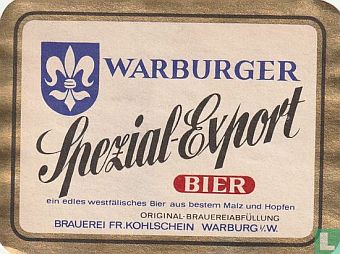 WARBURGER
Spezial-Export
BIER
ein edles westfälisches Bier aus bestem Malz und Hopfen
ORIGINAL-BRAUEREIABFÜLLUNG
BRAUEREI FR. KOHLSCHEIN WARBURG i/W.